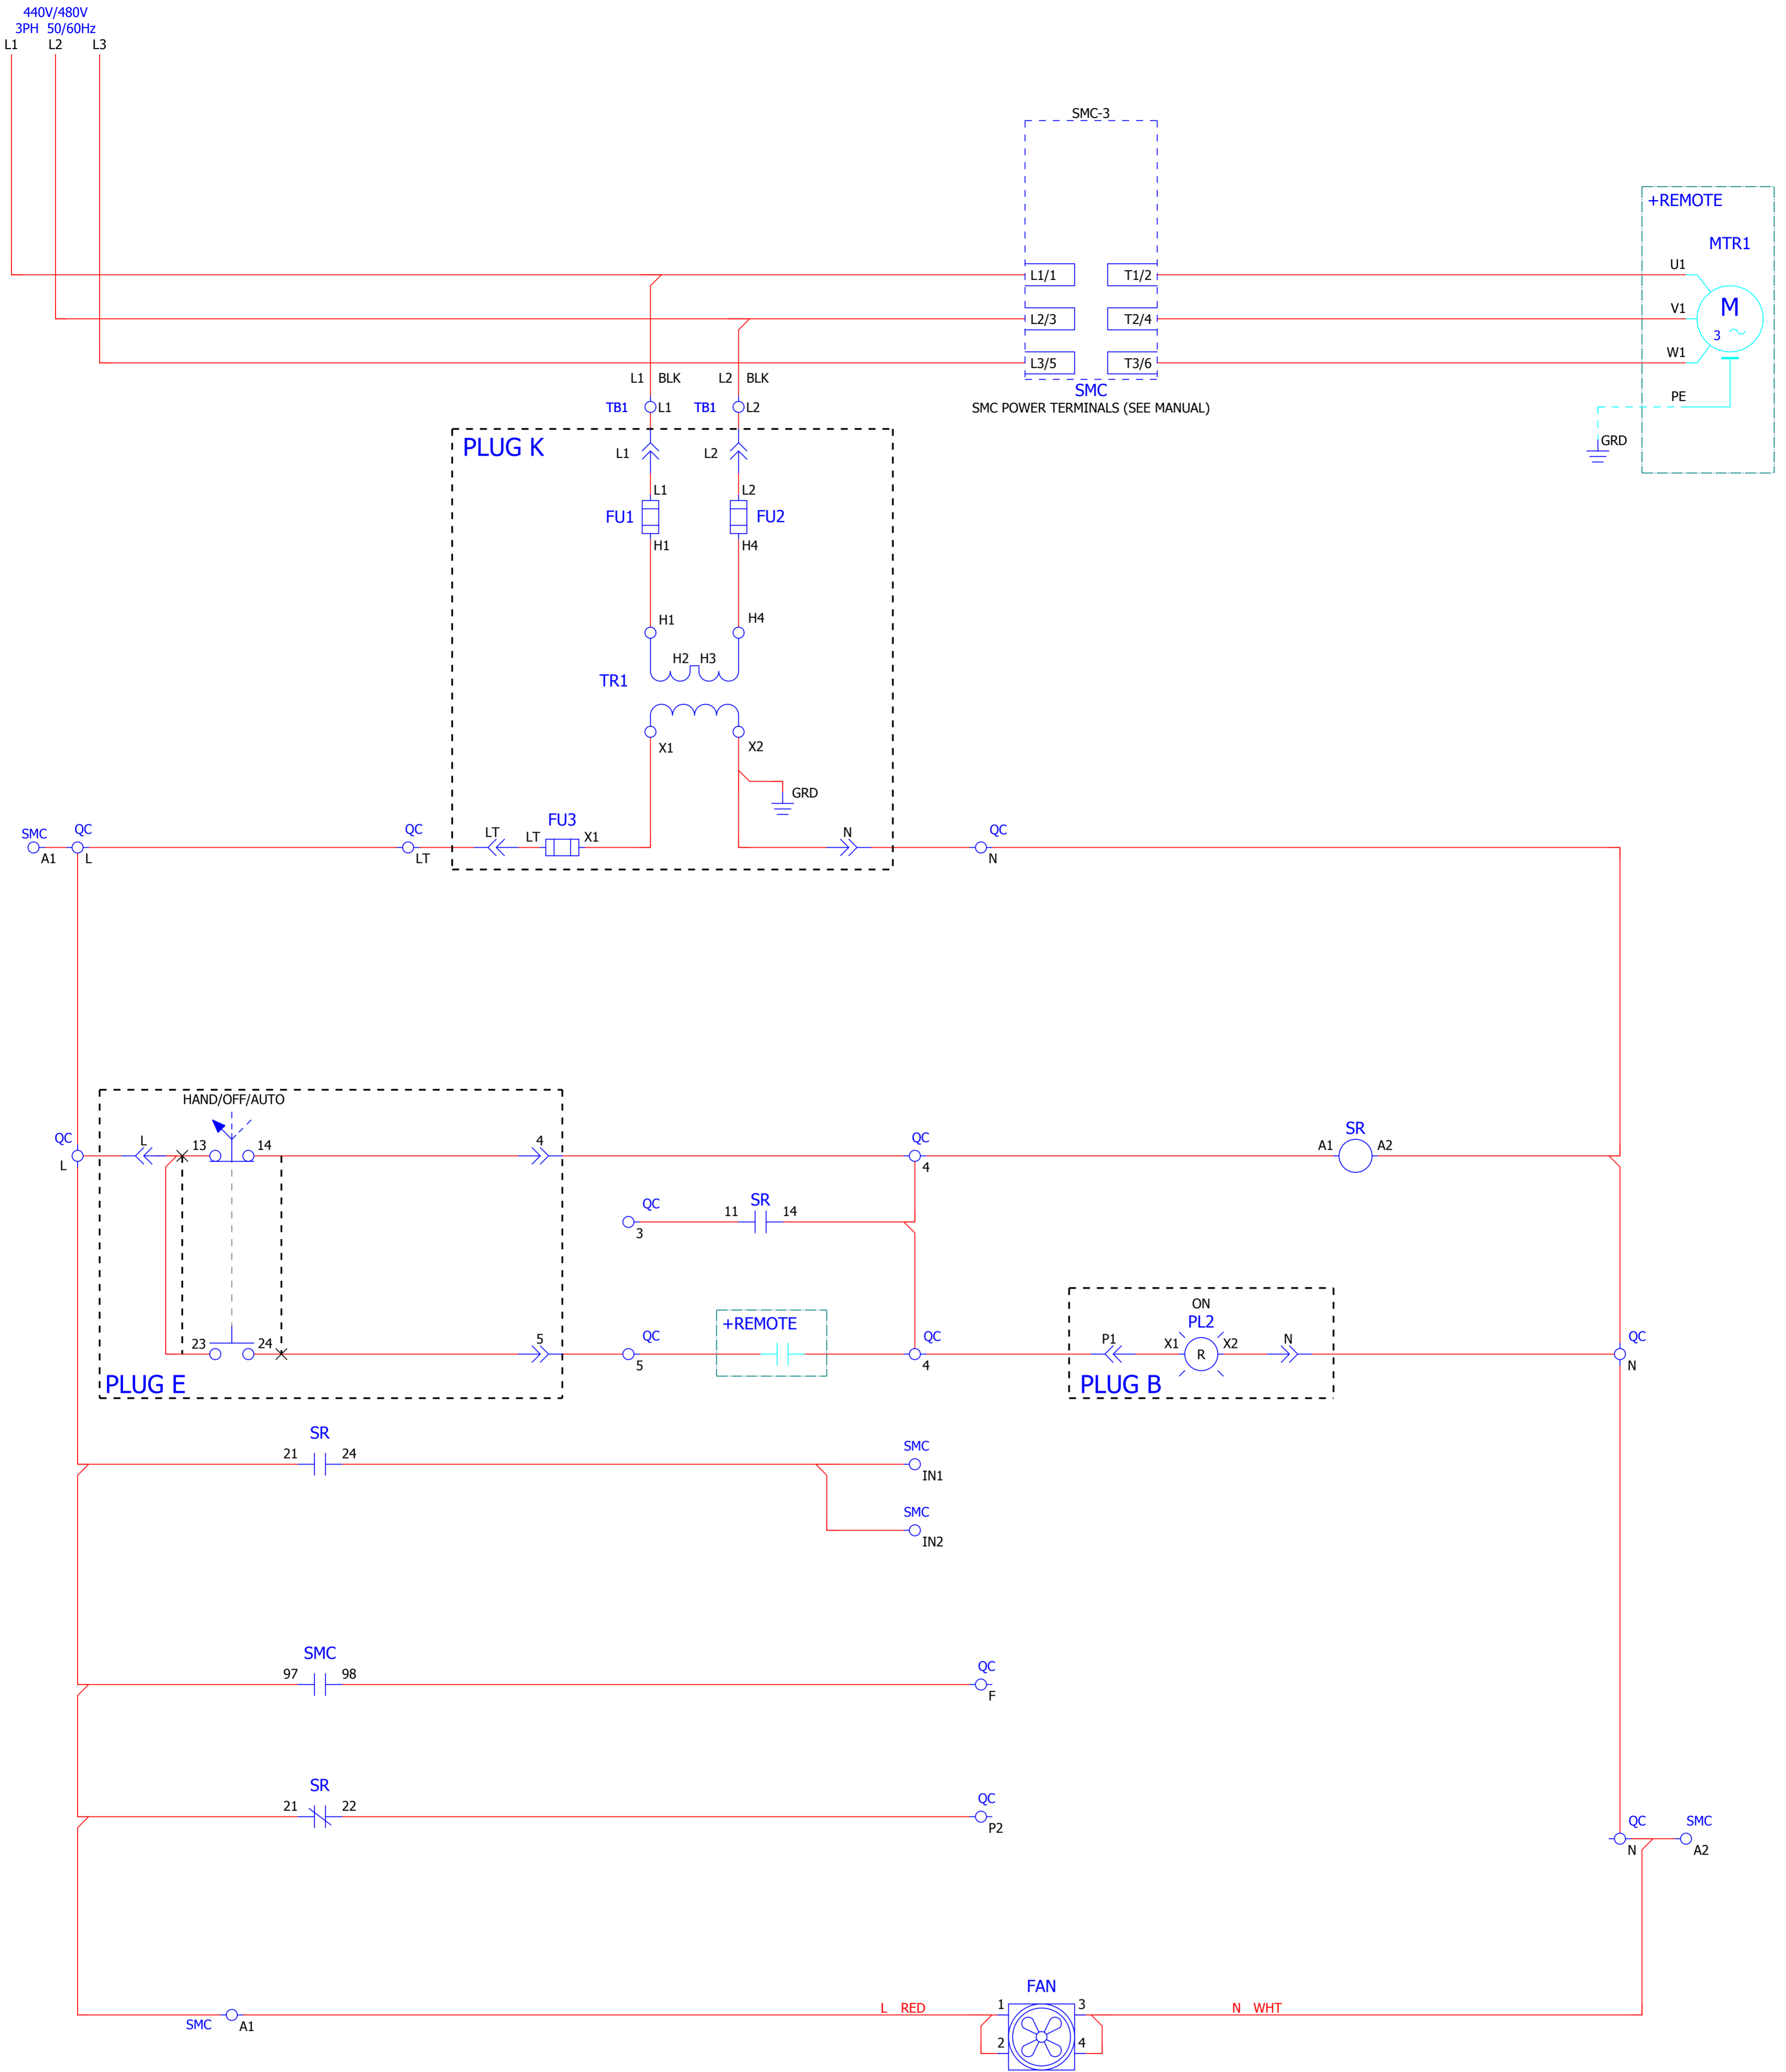 440V/480V
3PH 50/60Hz
L1 L2 L3
SMC-3
+REMOTE
MTR1
U1
L1/1 T1/2
M
V1
L2/3 T2/4
3
W1
L3/5 T3/6
L1 BLK L2 BLK
SMC
PE
TB1 L1 TB1 L2
SMC POWER TERMINALS (SEE MANUAL)
GRD
PLUG K
L1 L2
L1 L2
FU1 FU2
H1 H4
H1 H4
H2 H3
TR1
X1 X2
GRD
FU3
SMC QC QC LT LT X1 N QC
A1 L LT N
HAND/OFF/AUTO
QC L 13 14 4 QC SR
A1 A2
L 4
QC 11 SR 14
3
ON
+REMOTE
PL2
23 24 5 QC QC P1 X1 X2 N QC
R
5 4 N
PLUG E PLUG B
SR
21 24 SMC
IN1
SMC
IN2
SMC
97 98 QC
F
SR
21 22 QC
P2
QC SMC
N A2
FAN
L RED 1 3 N WHT
SMC A1
2 4